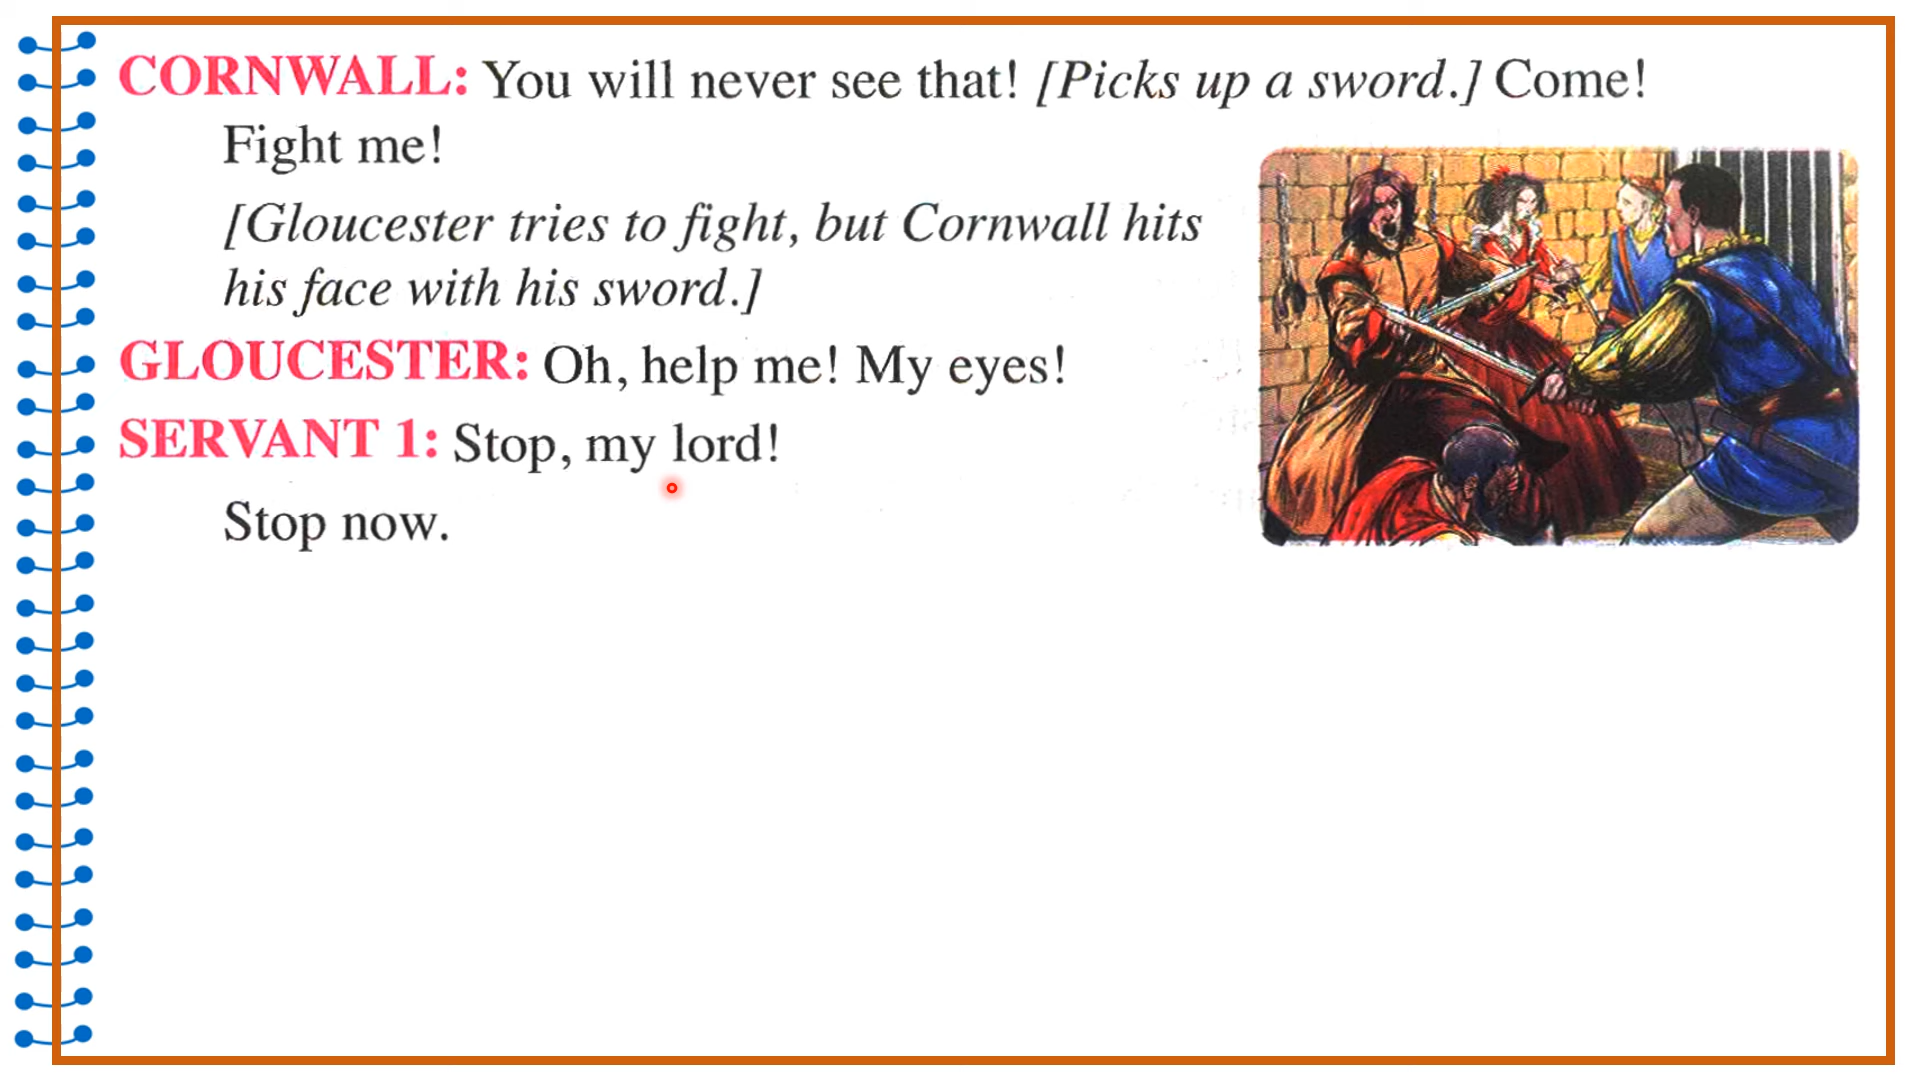 CORNWALL: You will never see that! [Picks up a sword.] Come!
Fight me!
[Gloucester tries to fight, but Cornwall hits
his face with his sword.]
GLOUCESTER: Oh, help me! My eyes!
SERVANT 1: Stop, my lord!
Stop now.